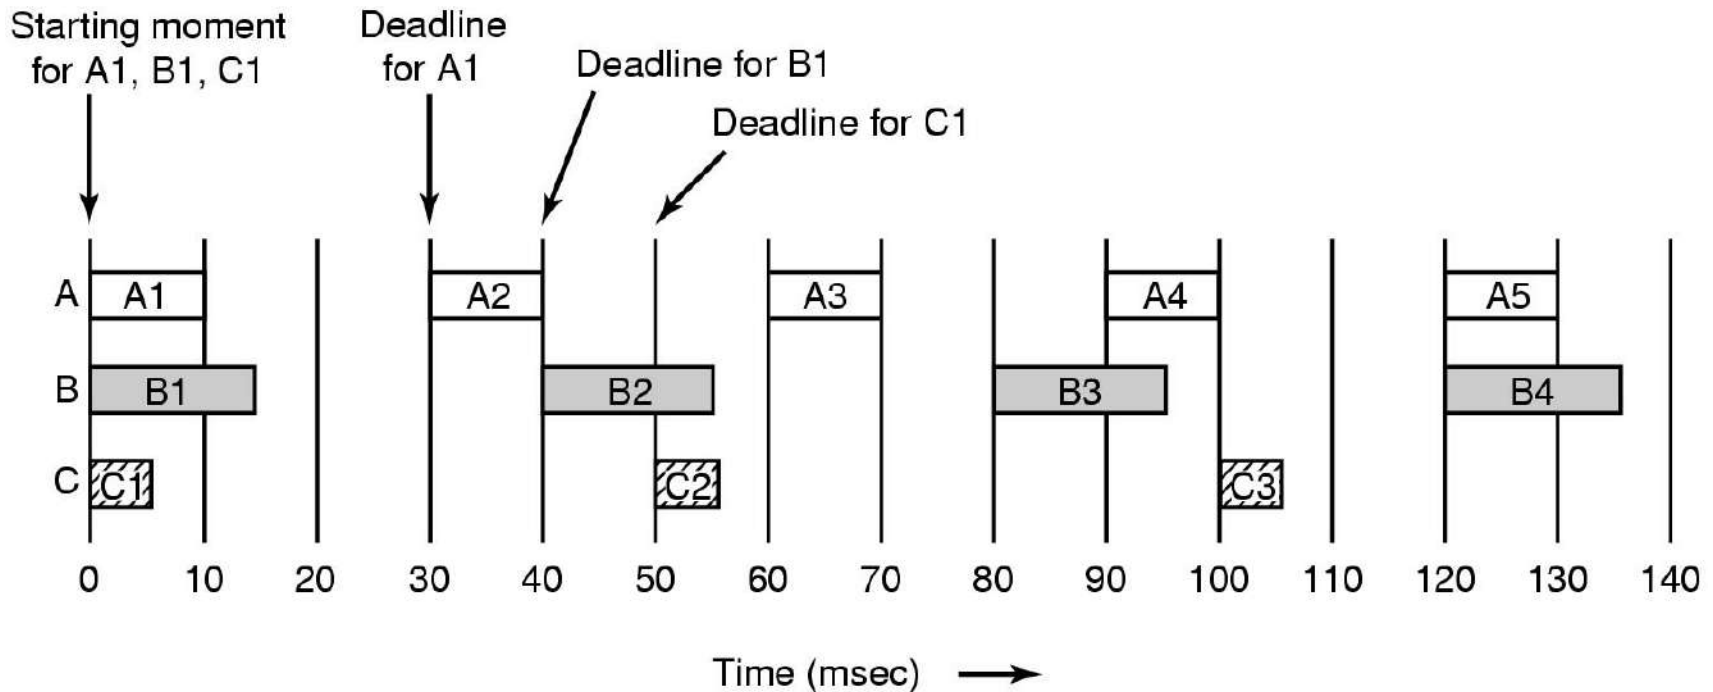 Starting moment
for A1, B1, C1
Deadline
for A1
Deadline for B1
Deadline for C1
A A1 A2 A3 A4 A5
B B1 B2 B3 B4
C C1 C2 C3
0 10 20 30 40 50 60 70 80 90 100 110 120 130 140
Time (msec)